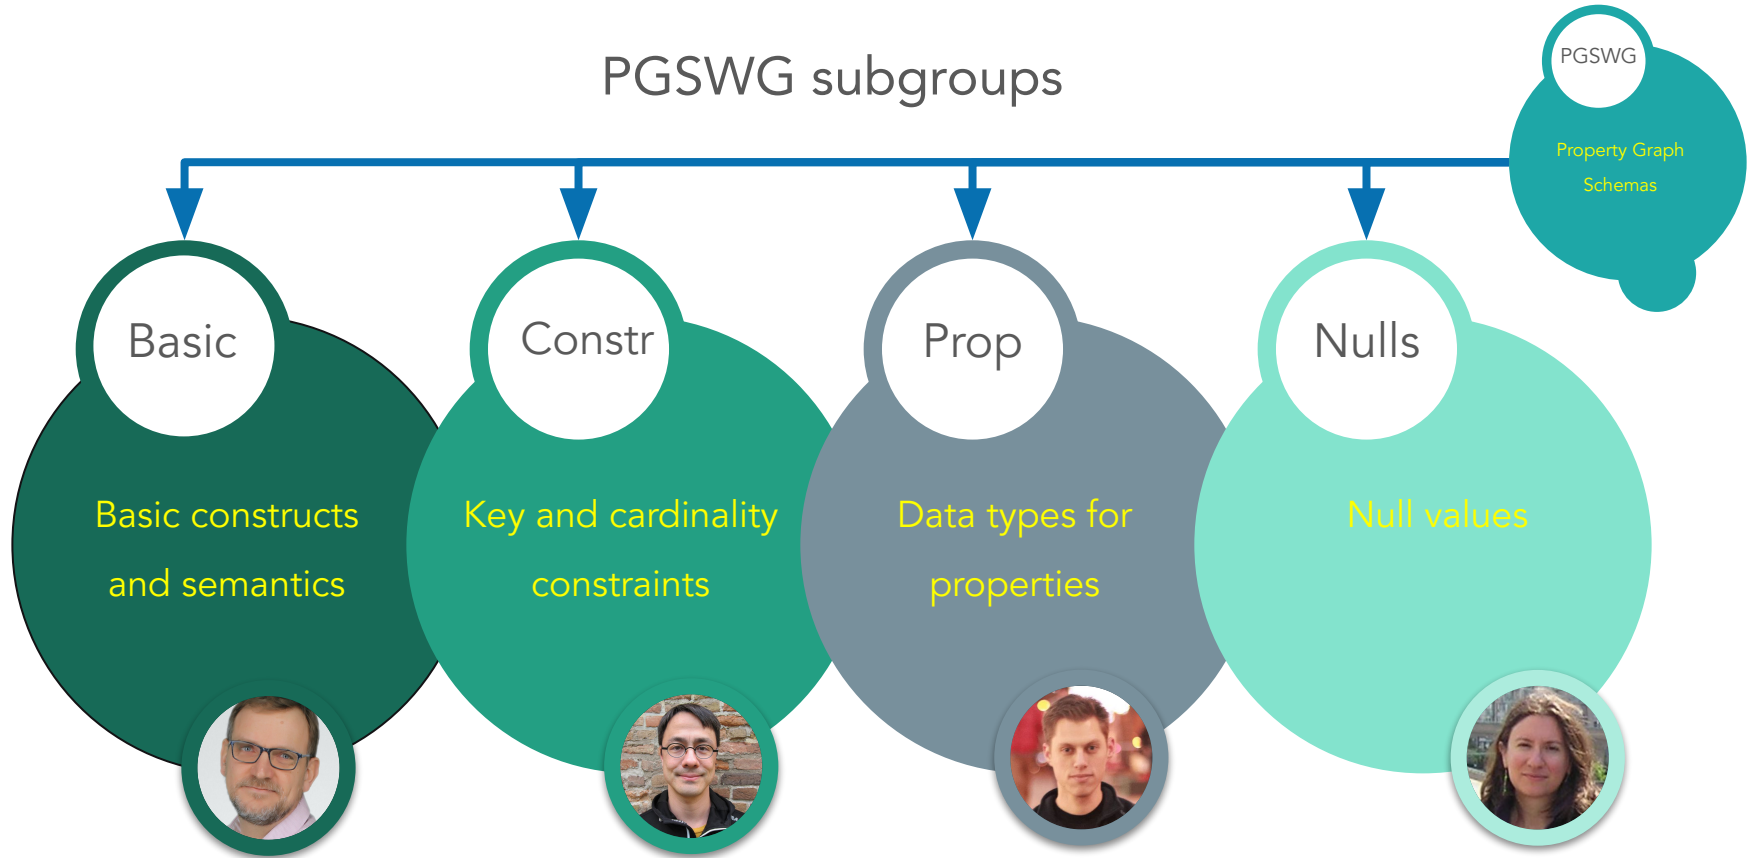 PGSWG subgroups
PGSWG
Property Graph
Schemas
Basic
Basic constructs
and semantics
Constr
Key and cardinality
constraints
Prop
Data types for
properties
Nulls
Null values